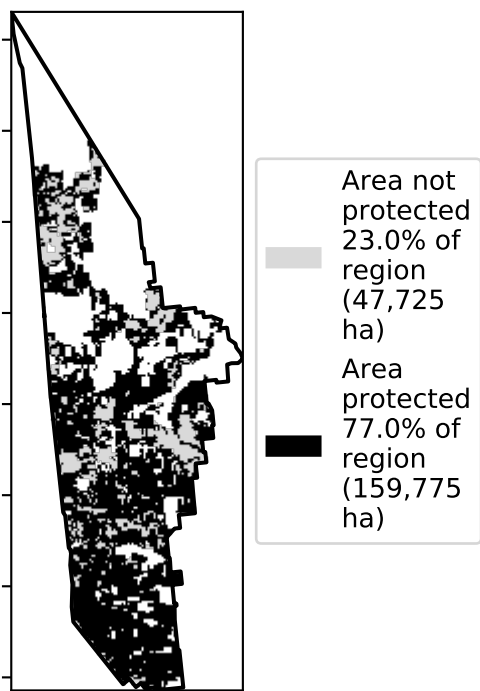 Area not
protected
23.0% of
region
(47,725
ha)
Area
protected
77.0% of
region
(159,775
ha)